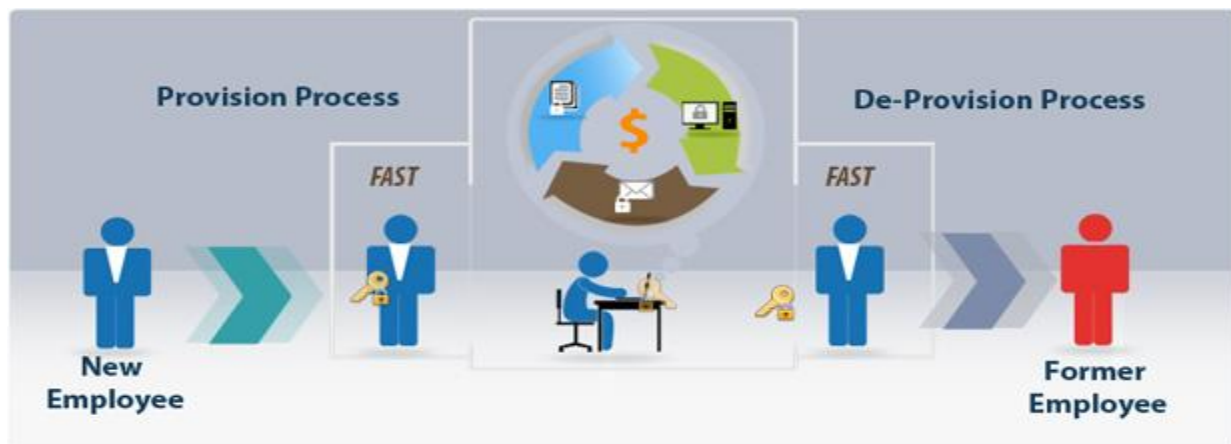 Provision Process
De-Provision Process
$
FAST
FAST
New
Employee
Former
Employee